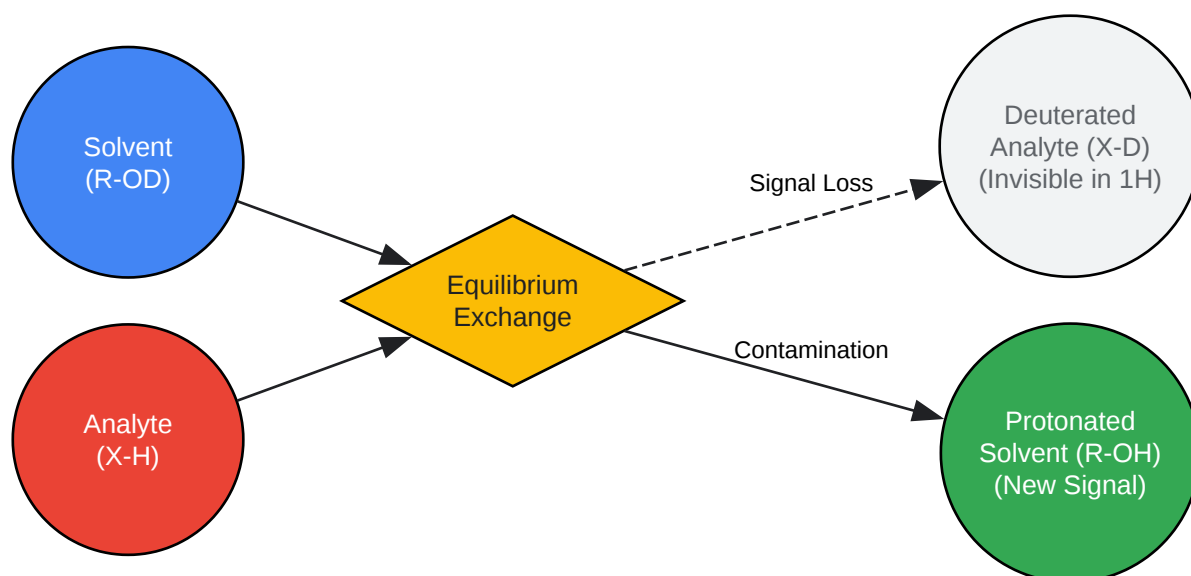 Solvent
(R-OD)
Analyte
(X-H)
Equilibrium
Exchange
Signal Loss
Contamination
Deuterated
Analyte (X-D)
(Invisible in 1H)
Protonated
Solvent (R-OH)
(New Signal)